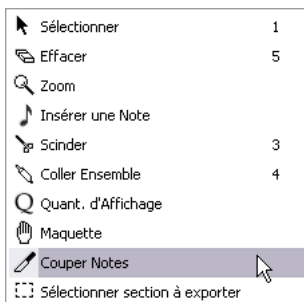 Sélectionner 1
Effacer 5
Zoom
Insérer une Note
Scinder 3
Coller Ensemble 4
Q Quant. d'Affichage
Maquette
Couper Notes
Sélectionner section à exporter